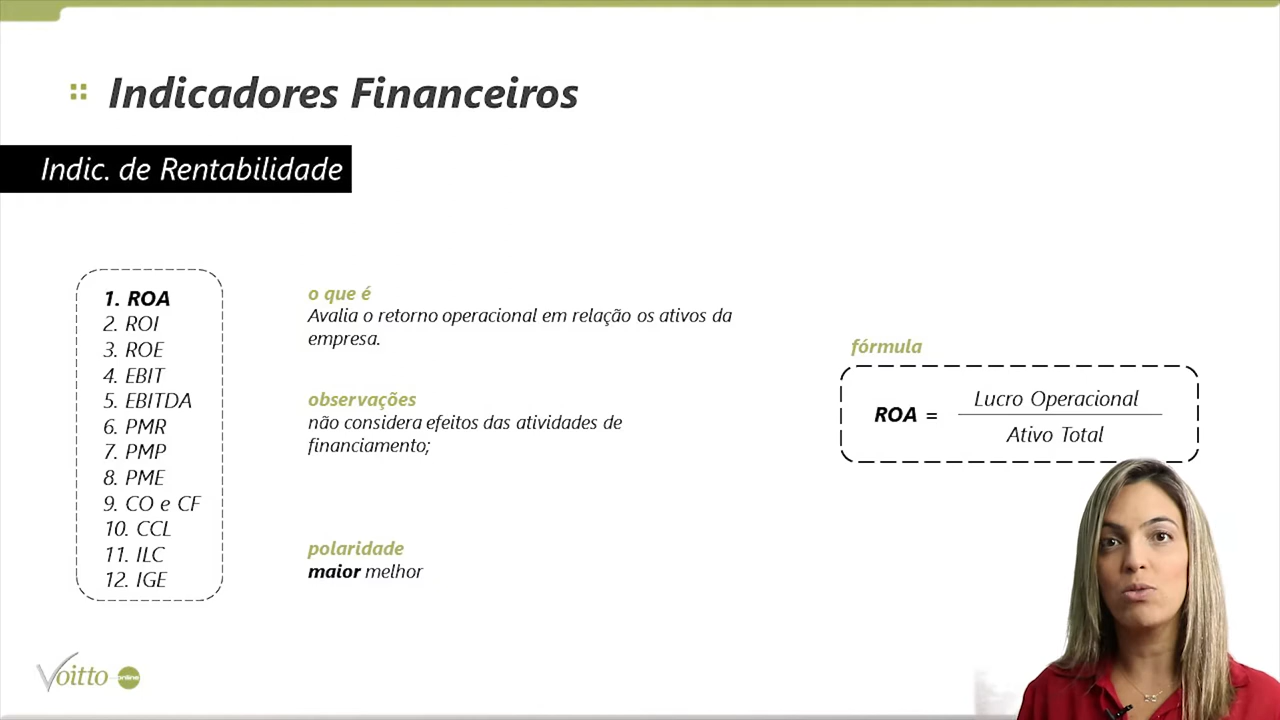 Indicadores Financeiros
Indic. de Rentabilidade
1. ROA
2. ROI
3. ROE
4. EBIT
5. EBITDA
6. PMR
7. PMP
8. PME
9. CO e CF
10. CCL
11. ILC
12. IGE
o que é
Avalia o retorno operacional em relação os ativos da
empresa.
observações
não considera efeitos das atividades de
financiamento;
polaridade
maior melhor
fórmula
ROA = Lucro Operacional
Ativo Total
Voitto online